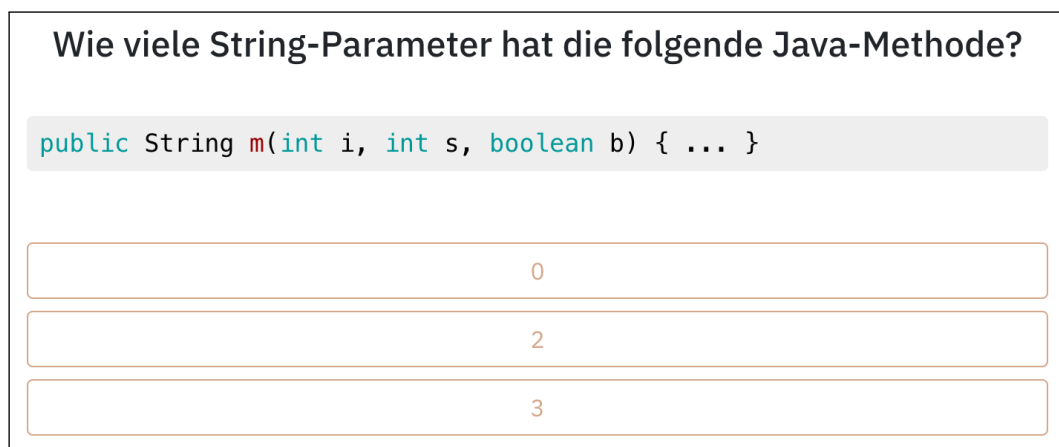 Wie viele String-Parameter hat die folgende Java-Methode?
public String m(int i, int s, boolean b) { ... }
0
2
3